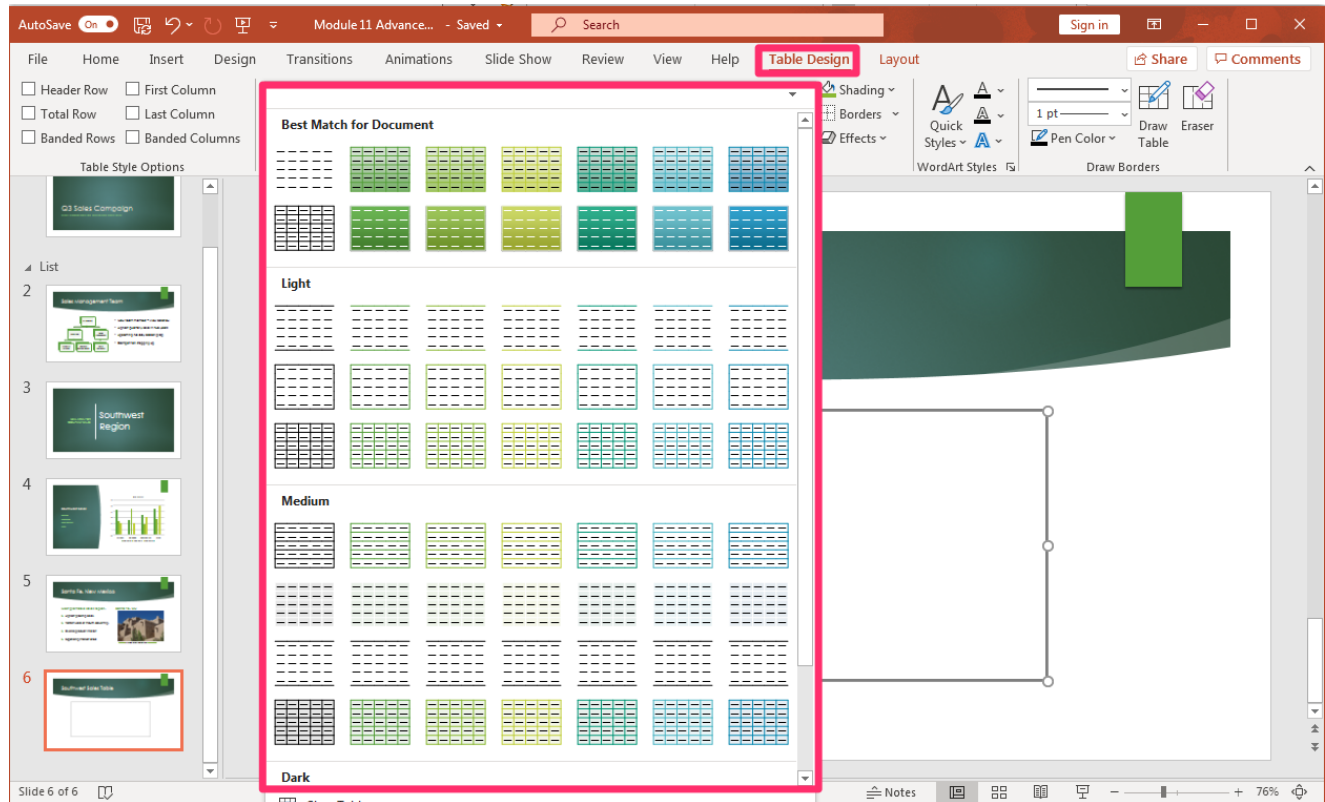 AutoSave On Module 11 Advance... - Saved Search Sign in
File Home Insert Design Transitions Animations Slide Show Review View Help Table Design Layout Share Comments
Header Row First Column
Total Row Last Column
Banded Rows Banded Columns
Table Style Options
Shading
Borders
Effects
Quick
Styles
A
A
A
A
WordArt Styles
1 pt
Pen Color
Draw
Table
Eraser
Draw Borders
Best Match for Document
Light
Medium
Dark
Q3 Sales Campaign
List
2
Sales Management Team
3
Southwest
Region
4
5
Santa Fe, New Mexico
6
Southwest Sales Table
Slide 6 of 6 Notes 76%